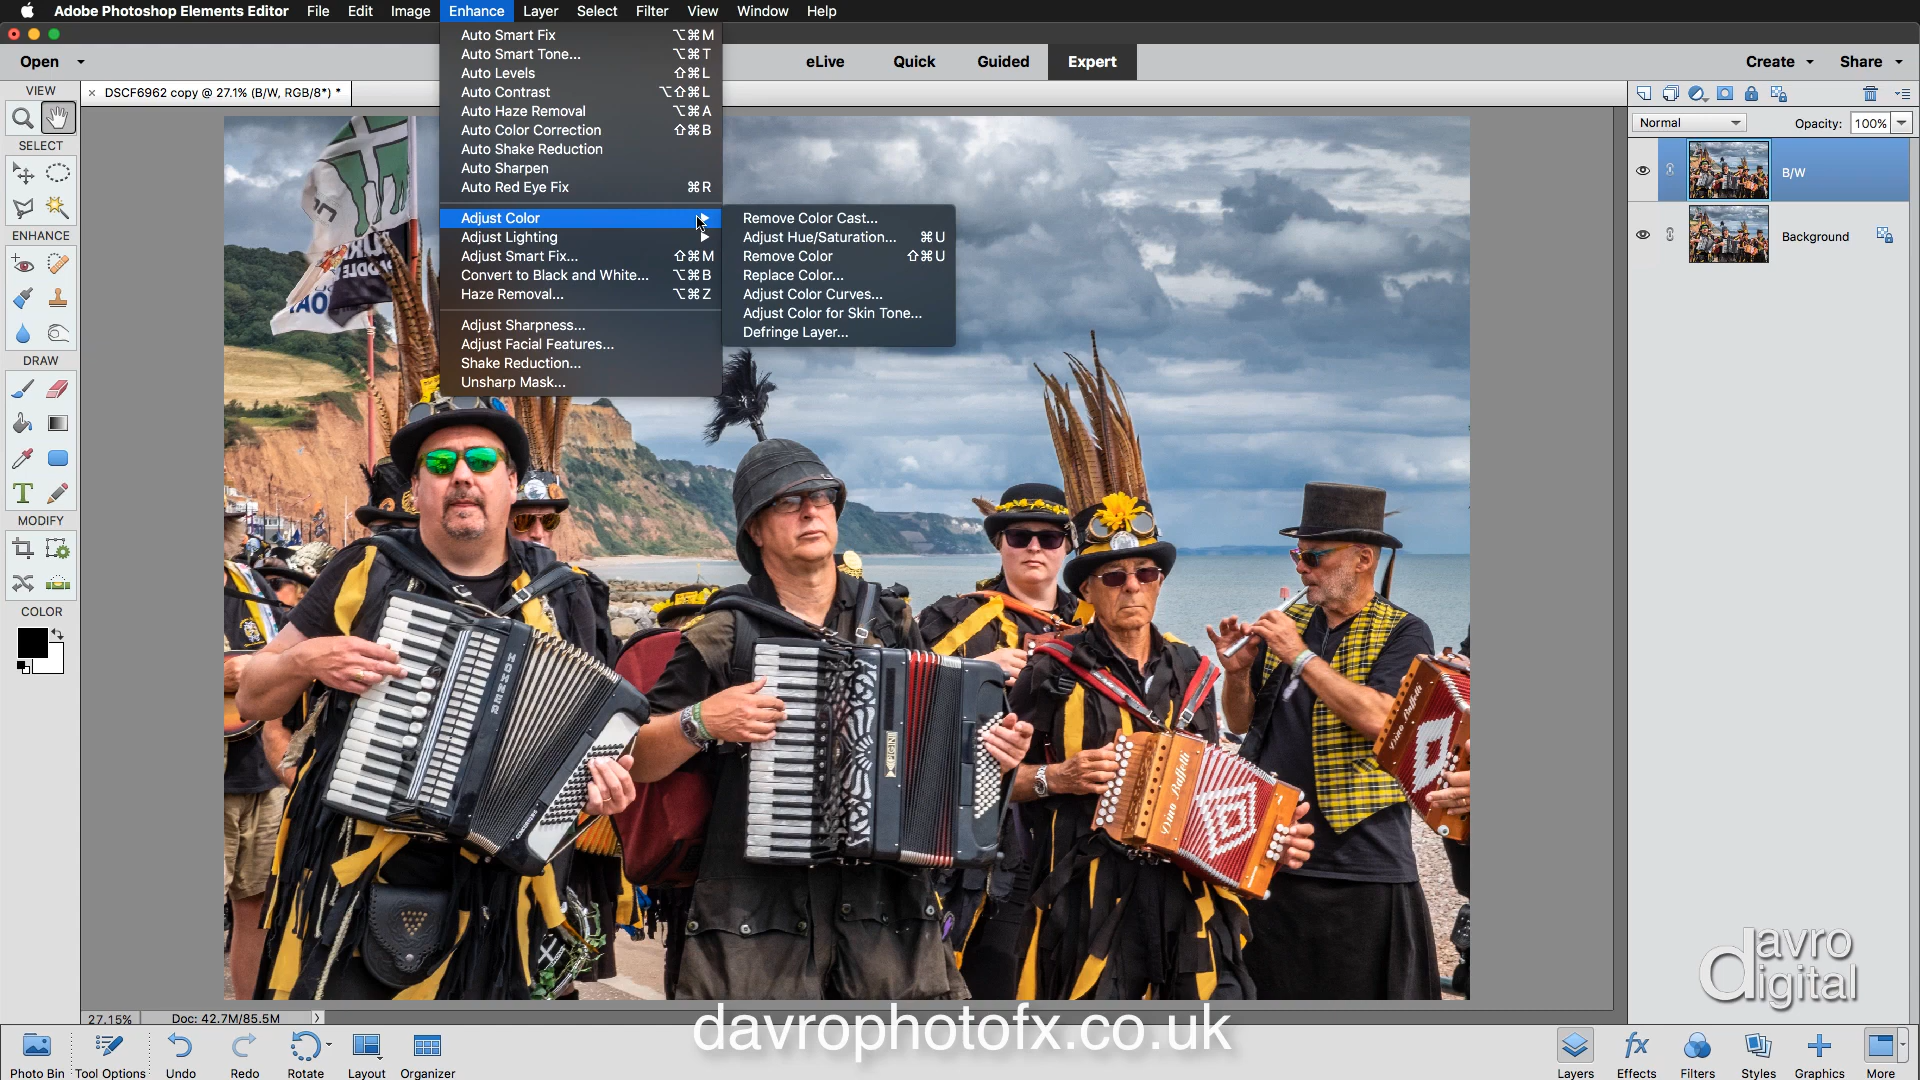 Adobe Photoshop Elements Editor File Edit Image Enhance Layer Select Filter View Window Help
Open
eLive Quick Guided Expert
Create Share
VIEW
× DSCF6962 copy @ 27.1% (B/W, RGB/8*) *
SELECT
ENHANCE
DRAW
T
MODIFY
COLOR
Auto Smart Fix ⌥⌘M
Auto Smart Tone... ⌥⌘T
Auto Levels ⇧⌘L
Auto Contrast ⌥⇧⌘L
Auto Haze Removal ⌥⌘A
Auto Color Correction ⇧⌘B
Auto Shake Reduction
Auto Sharpen
Auto Red Eye Fix ⌘R
Adjust Color
Adjust Lighting
Adjust Smart Fix... ⇧⌘M
Convert to Black and White... ⌥⌘B
Haze Removal... ⌥⌘Z
Adjust Sharpness...
Adjust Facial Features...
Shake Reduction...
Unsharp Mask...
Remove Color Cast...
Adjust Hue/Saturation... ⌘U
Remove Color ⇧⌘U
Replace Color...
Adjust Color Curves...
Adjust Color for Skin Tone...
Defringe Layer...
Normal Opacity: 100%
B/W
Background
HOHNER
Dino Baffetti
Dino Baffetti
davro
digital
27.15% Doc: 42.7M/85.5M
davrophotofx.co.uk
Photo Bin Tool Options Undo Redo Rotate Layout Organizer
fx
Layers Effects Filters Styles Graphics More